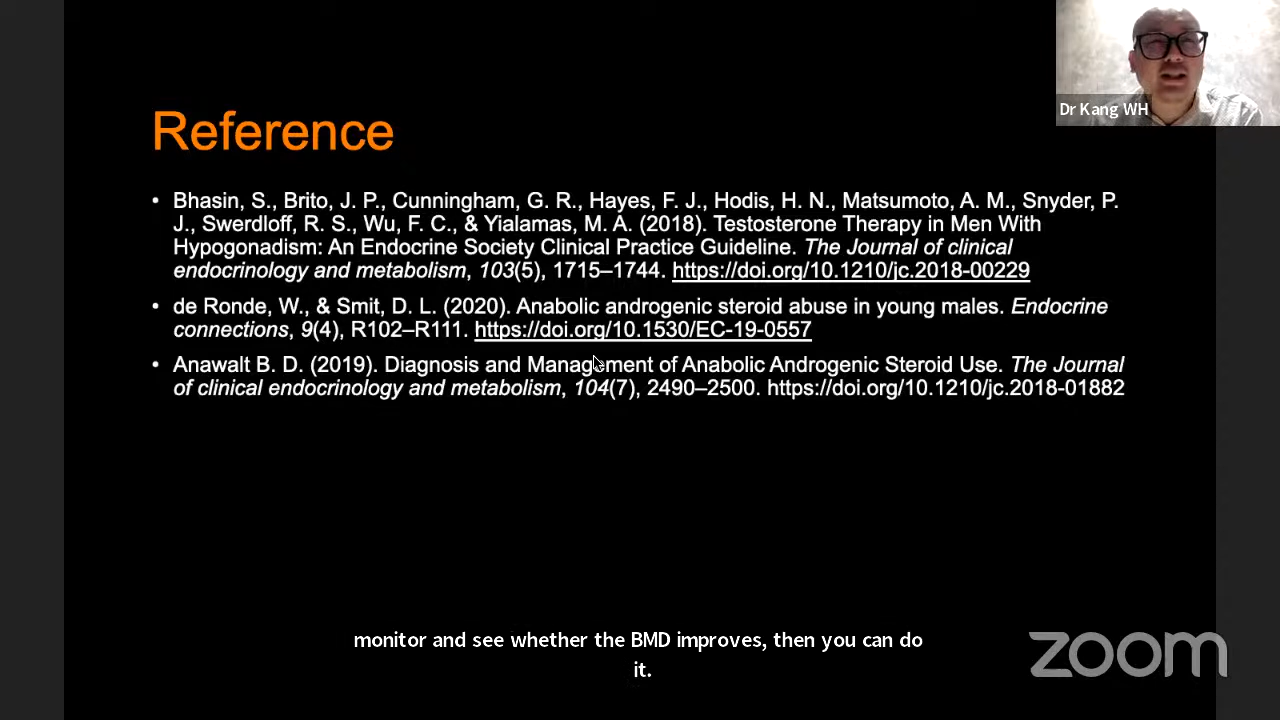 Dr Kang WH
Reference
• Bhasin, S., Brito, J. P., Cunningham, G. R., Hayes, F. J., Hodis, H. N., Matsumoto, A. M., Snyder, P.
J., Swerdloff, R. S., Wu, F. C., & Yialamas, M. A. (2018). Testosterone Therapy in Men With
Hypogonadism: An Endocrine Society Clinical Practice Guideline. The Journal of clinical
endocrinology and metabolism, 103(5), 1715–1744. https://doi.org/10.1210/jc.2018-00229
• de Ronde, W., & Smit, D. L. (2020). Anabolic androgenic steroid abuse in young males. Endocrine
connections, 9(4), R102–R111. https://doi.org/10.1530/EC-19-0557
• Anawalt B. D. (2019). Diagnosis and Management of Anabolic Androgenic Steroid Use. The Journal
of clinical endocrinology and metabolism, 104(7), 2490–2500. https://doi.org/10.1210/jc.2018-01882
monitor and see whether the BMD improves, then you can do
it.
zoom